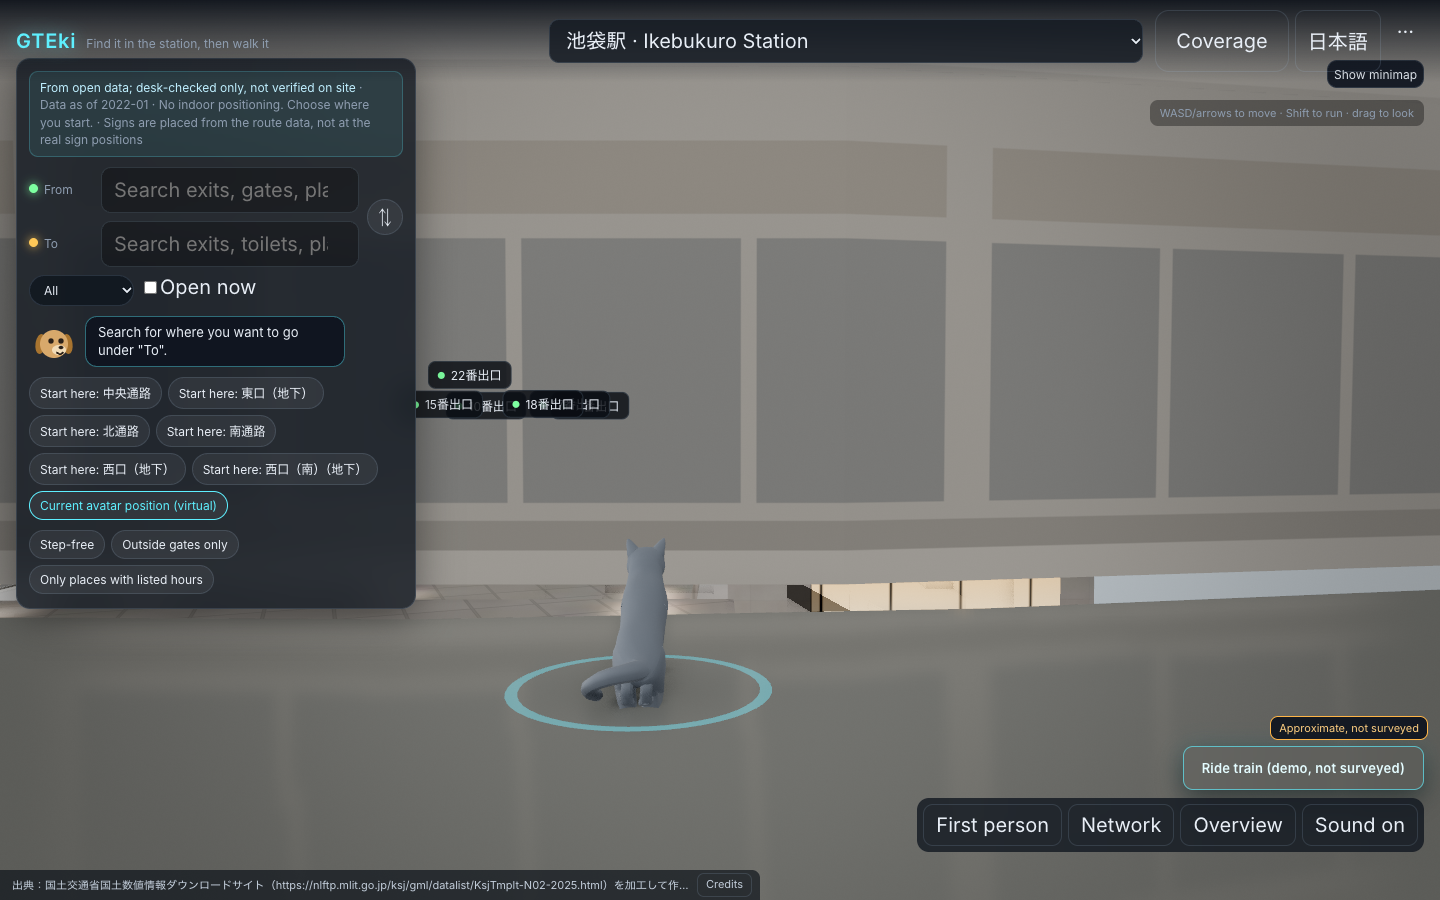 GTEki Find it in the station, then walk it
池袋駅 · Ikebukuro Station
Coverage
日本語
...
Show minimap
WASD/arrows to move · Shift to run · drag to look
From open data; desk-checked only, not verified on site ·
Data as of 2022-01 · No indoor positioning. Choose where
you start. · Signs are placed from the route data, not at the
real sign positions
From
Search exits, gates, pla
To
Search exits, toilets, pl
All
Open now
Search for where you want to go
under "To".
Start here: 中央通路
Start here: 東口（地下）
Start here: 北通路
Start here: 南通路
Start here: 西口（地下）
Start here: 西口（南）（地下）
Current avatar position (virtual)
Step-free
Outside gates only
Only places with listed hours
22番出口
15番出口
番出
18番出口
出口
口
Approximate, not surveyed
Ride train (demo, not surveyed)
First person
Network
Overview
Sound on
出典：国土交通省国土数値情報ダウンロードサイト（https://nlftp.mlit.go.jp/ksj/gml/datalist/KsjTmplt-N02-2025.html）を加工して作...
Credits